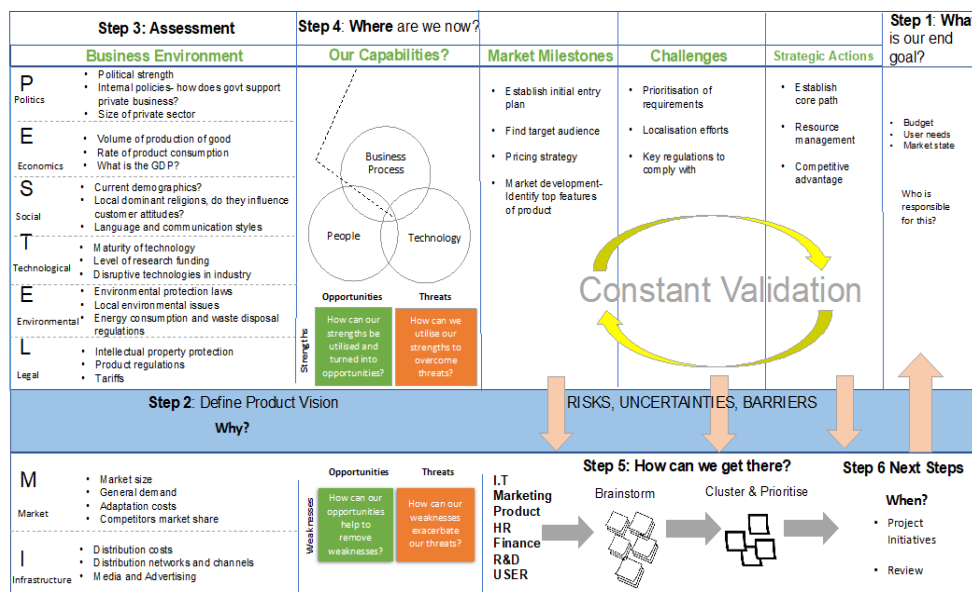 Step 3: Assessment
Step 4: Where are we now?
Step 1: What
is our end
goal?
Business Environment
Our Capabilities?
Market Milestones
Challenges
Strategic Actions
P
Politics
• Political strength
• Internal policies- how does govt support
private business?
• Size of private sector
E
Economics
• Volume of production of good
• Rate of product consumption
• What is the GDP?
S
Social
• Current demographics?
• Local dominant religions, do they influence
customer attitudes?
• Language and communication styles
T
Technological
• Maturity of technology
• Level of research funding
• Disruptive technologies in industry
E
Environmental
• Environmental protection laws
• Local environmental issues
• Energy consumption and waste disposal
regulations
L
Legal
• Intellectual property protection
• Product regulations
• Tariffs
Business
Process
People
Technology
Opportunities
Threats
Strengths
How can our
strengths be
utilised and
turned into
opportunities?
How can we
utilise our
strengths to
overcome
threats?
• Establish initial entry
plan
• Find target audience
• Pricing strategy
• Market development-
Identify top features
of product
• Prioritisation of
requirements
• Localisation efforts
• Key regulations to
comply with
• Establish
core path
• Resource
management
• Competitive
advantage
• Budget
• User needs
• Market state
Who is
responsible
for this?
Constant Validation
Step 2: Define Product Vision
Why?
RISKS, UNCERTAINTIES, BARRIERS
M
Market
• Market size
• General demand
• Adaptation costs
• Competitors market share
I
Infrastructure
• Distribution costs
• Distribution networks and channels
• Media and Advertising
Opportunities
Threats
Weaknesses
How can our
opportunities
help to
remove
weaknesses?
How can our
weaknesses
exacerbate
our threats?
Step 5: How can we get there?
I.T
Marketing
Product
HR
Finance
R&D
USER
Brainstorm
Cluster & Prioritise
Step 6 Next Steps
When?
• Project
Initiatives
• Review